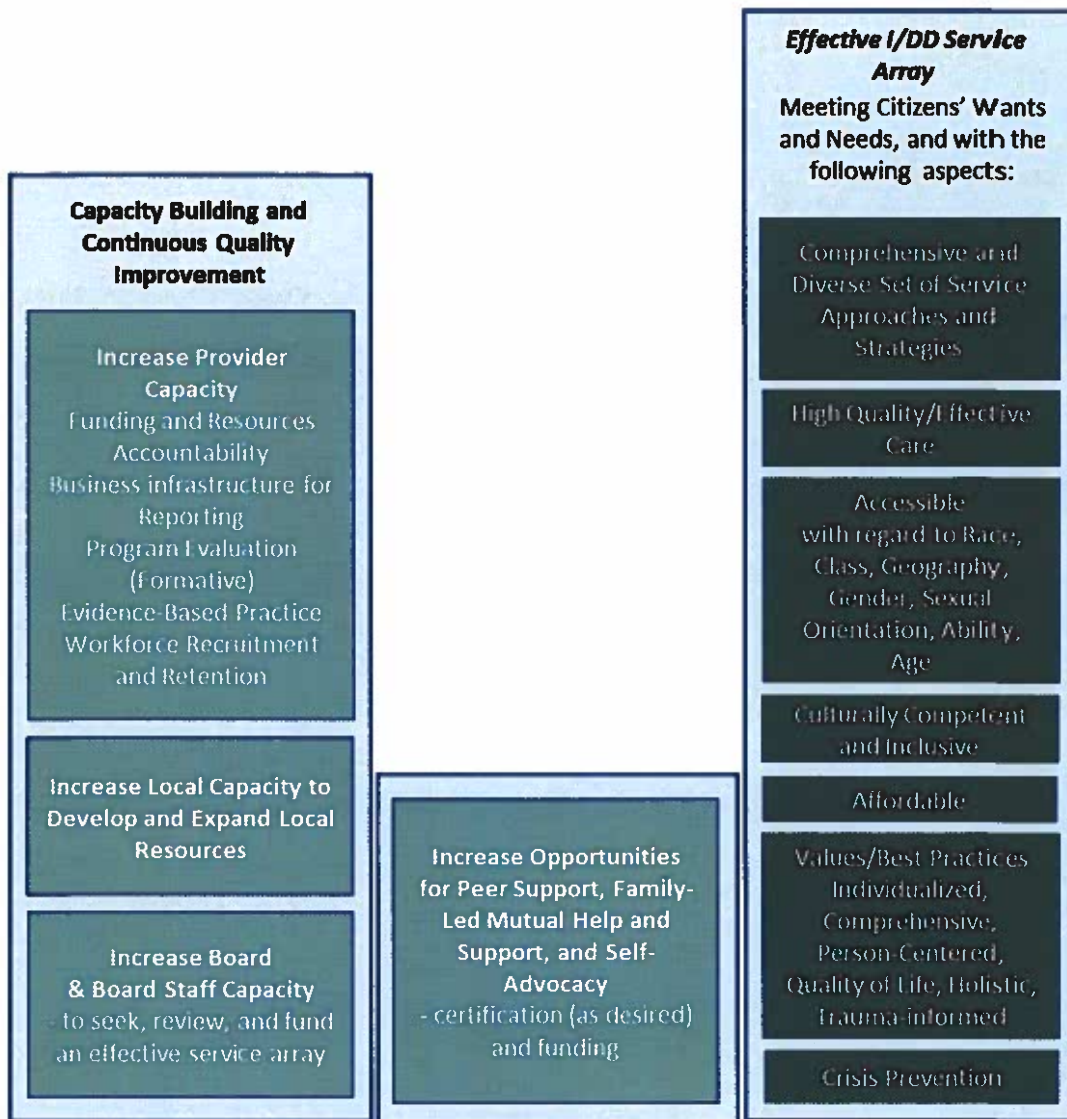 Capacity Building and
Continuous Quality
Improvement
Increase Provider
Capacity
Funding and Resources
Accountability
Business infrastructure for
Reporting
Program Evaluation
(Formative)
Evidence-Based Practice
Workforce Recruitment
and Retention
Increase Local Capacity to
Develop and Expand Local
Resources
Increase Board
& Board Staff Capacity
- to seek, review, and fund
an effective service array
Increase Opportunities
for Peer Support, Family-
Led Mutual Help and
Support, and Self-
Advocacy
- certification (as desired)
and funding
Effective I/DD Service
Array
Meeting Citizens' Wants
and Needs, and with the
following aspects:
Comprehensive and
Diverse Set of Service
Approaches and
Strategies
High Quality/Effective
Care
Accessible
with regard to Race,
Class, Geography,
Gender, Sexual
Orientation, Ability,
Age
Culturally Competent
and Inclusive
Affordable
Values/Best Practices
Individualized,
Comprehensive,
Person-Centered,
Quality of Life, Holistic,
Trauma-informed
Crisis Prevention